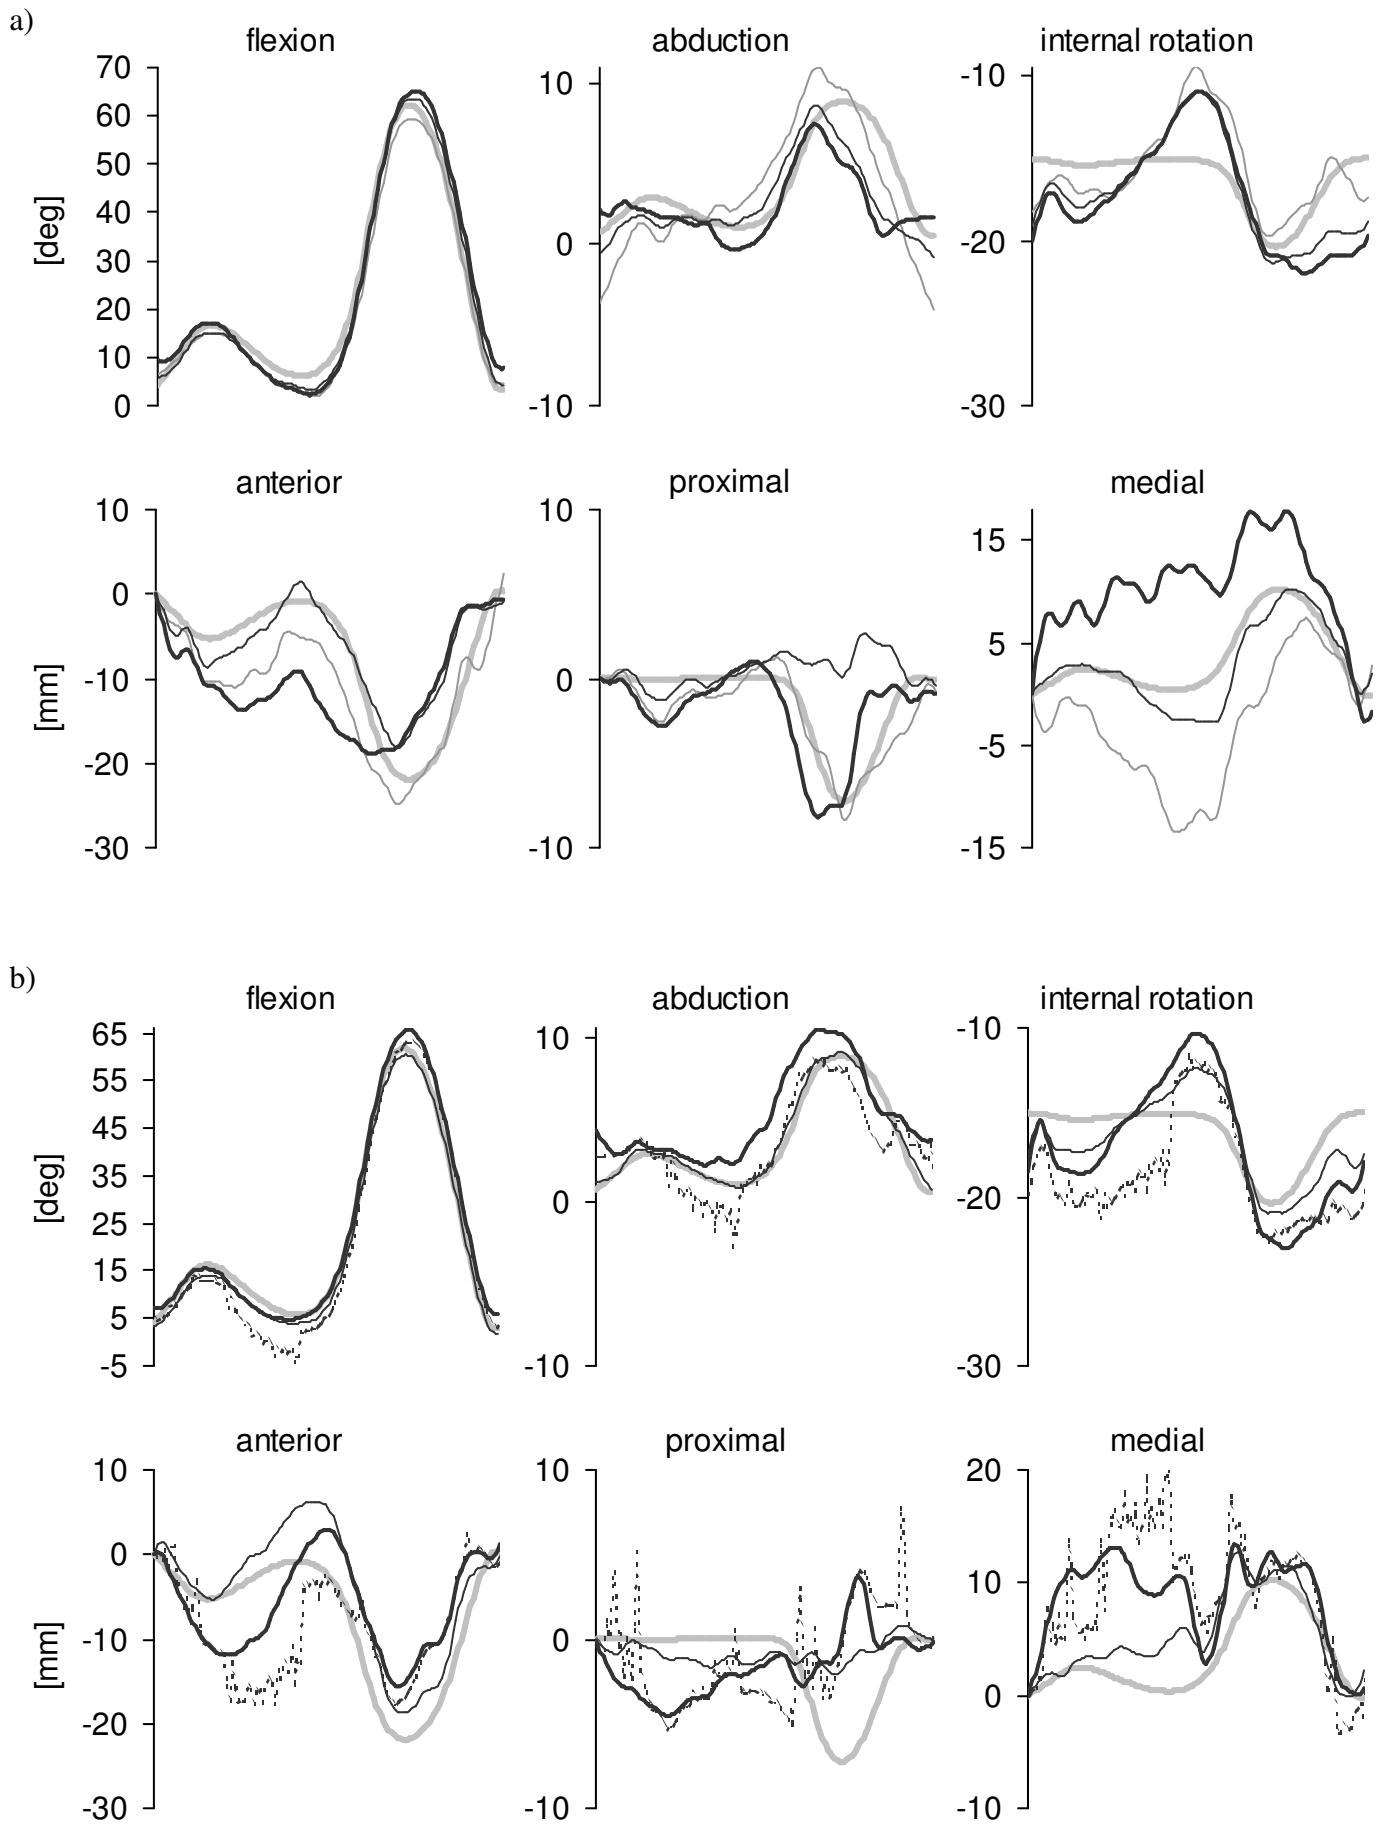 a)
flexion abduction internal rotation
70 10 -10
60
50
40
[deg]
30 0 -20
20
10
0 -10 -30
anterior proximal medial
10 10 15
0
5
-10 0
[mm]
-5
-20
-30 -10 -15
b)
flexion abduction internal rotation
65 10 -10
55
45
35
[deg]
25 0 -20
15
5
-5 -10 -30
anterior proximal medial
10 10 20
0
10
-10 0
[mm]
0
-20
-30 -10 -10